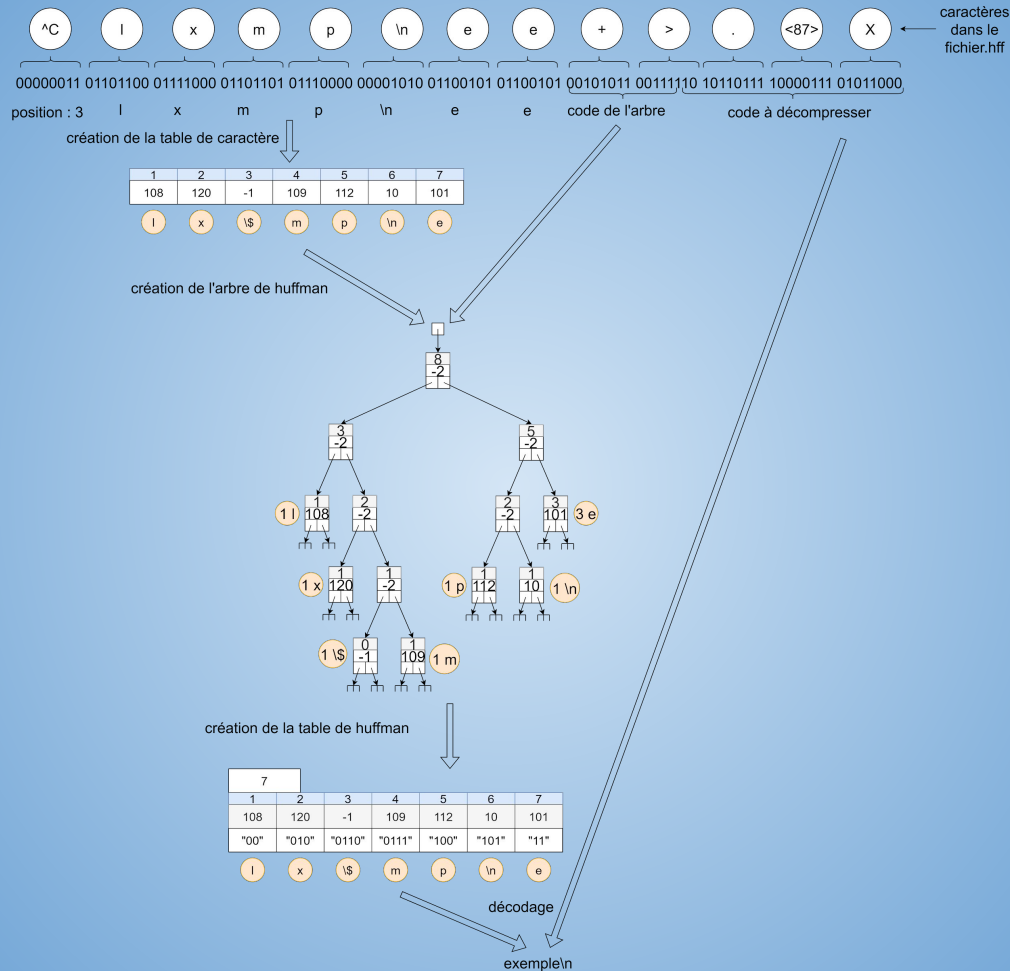 ^C l x m p \n e e + > . <87> X
caractères
dans le
fichier.hff
00000011 01101100 01111000 01101101 01110000 00001010 01100101 01100101 00101011 00111110 10110111 10000111 01011000
position : 3 l x m p \n e e code de l'arbre code à décompresser
création de la table de caractère
1 2 3 4 5 6 7
108 120 -1 109 112 10 101
l x \$ m p \n e
création de l'arbre de huffman
8
-2
3 5
-2 -2
1 2 2 3
1 l 108 -2 -2 101 3 e
1 1 1 1
1 x 120 -2 1 p 112 10 1 \n
0 1
1 \$ -1 109 1 m
création de la table de huffman
7
1 2 3 4 5 6 7
108 120 -1 109 112 10 101
"00" "010" "0110" "0111" "100" "101" "11"
l x \$ m p \n e
décodage
exemple\n